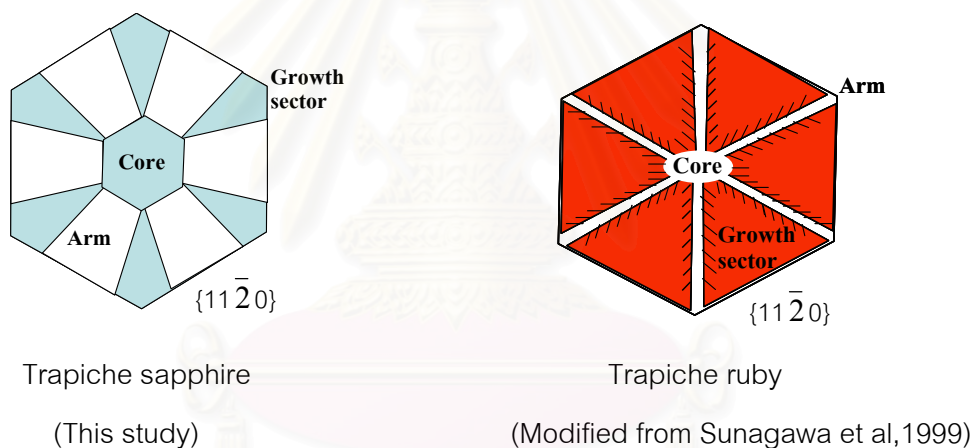 Growth
sector
Core
Arm
{11 2̅ 0}
Trapiche sapphire
(This study)
Arm
Core
Growth
sector
{11 2̅ 0}
Trapiche ruby
(Modified from Sunagawa et al,1999)